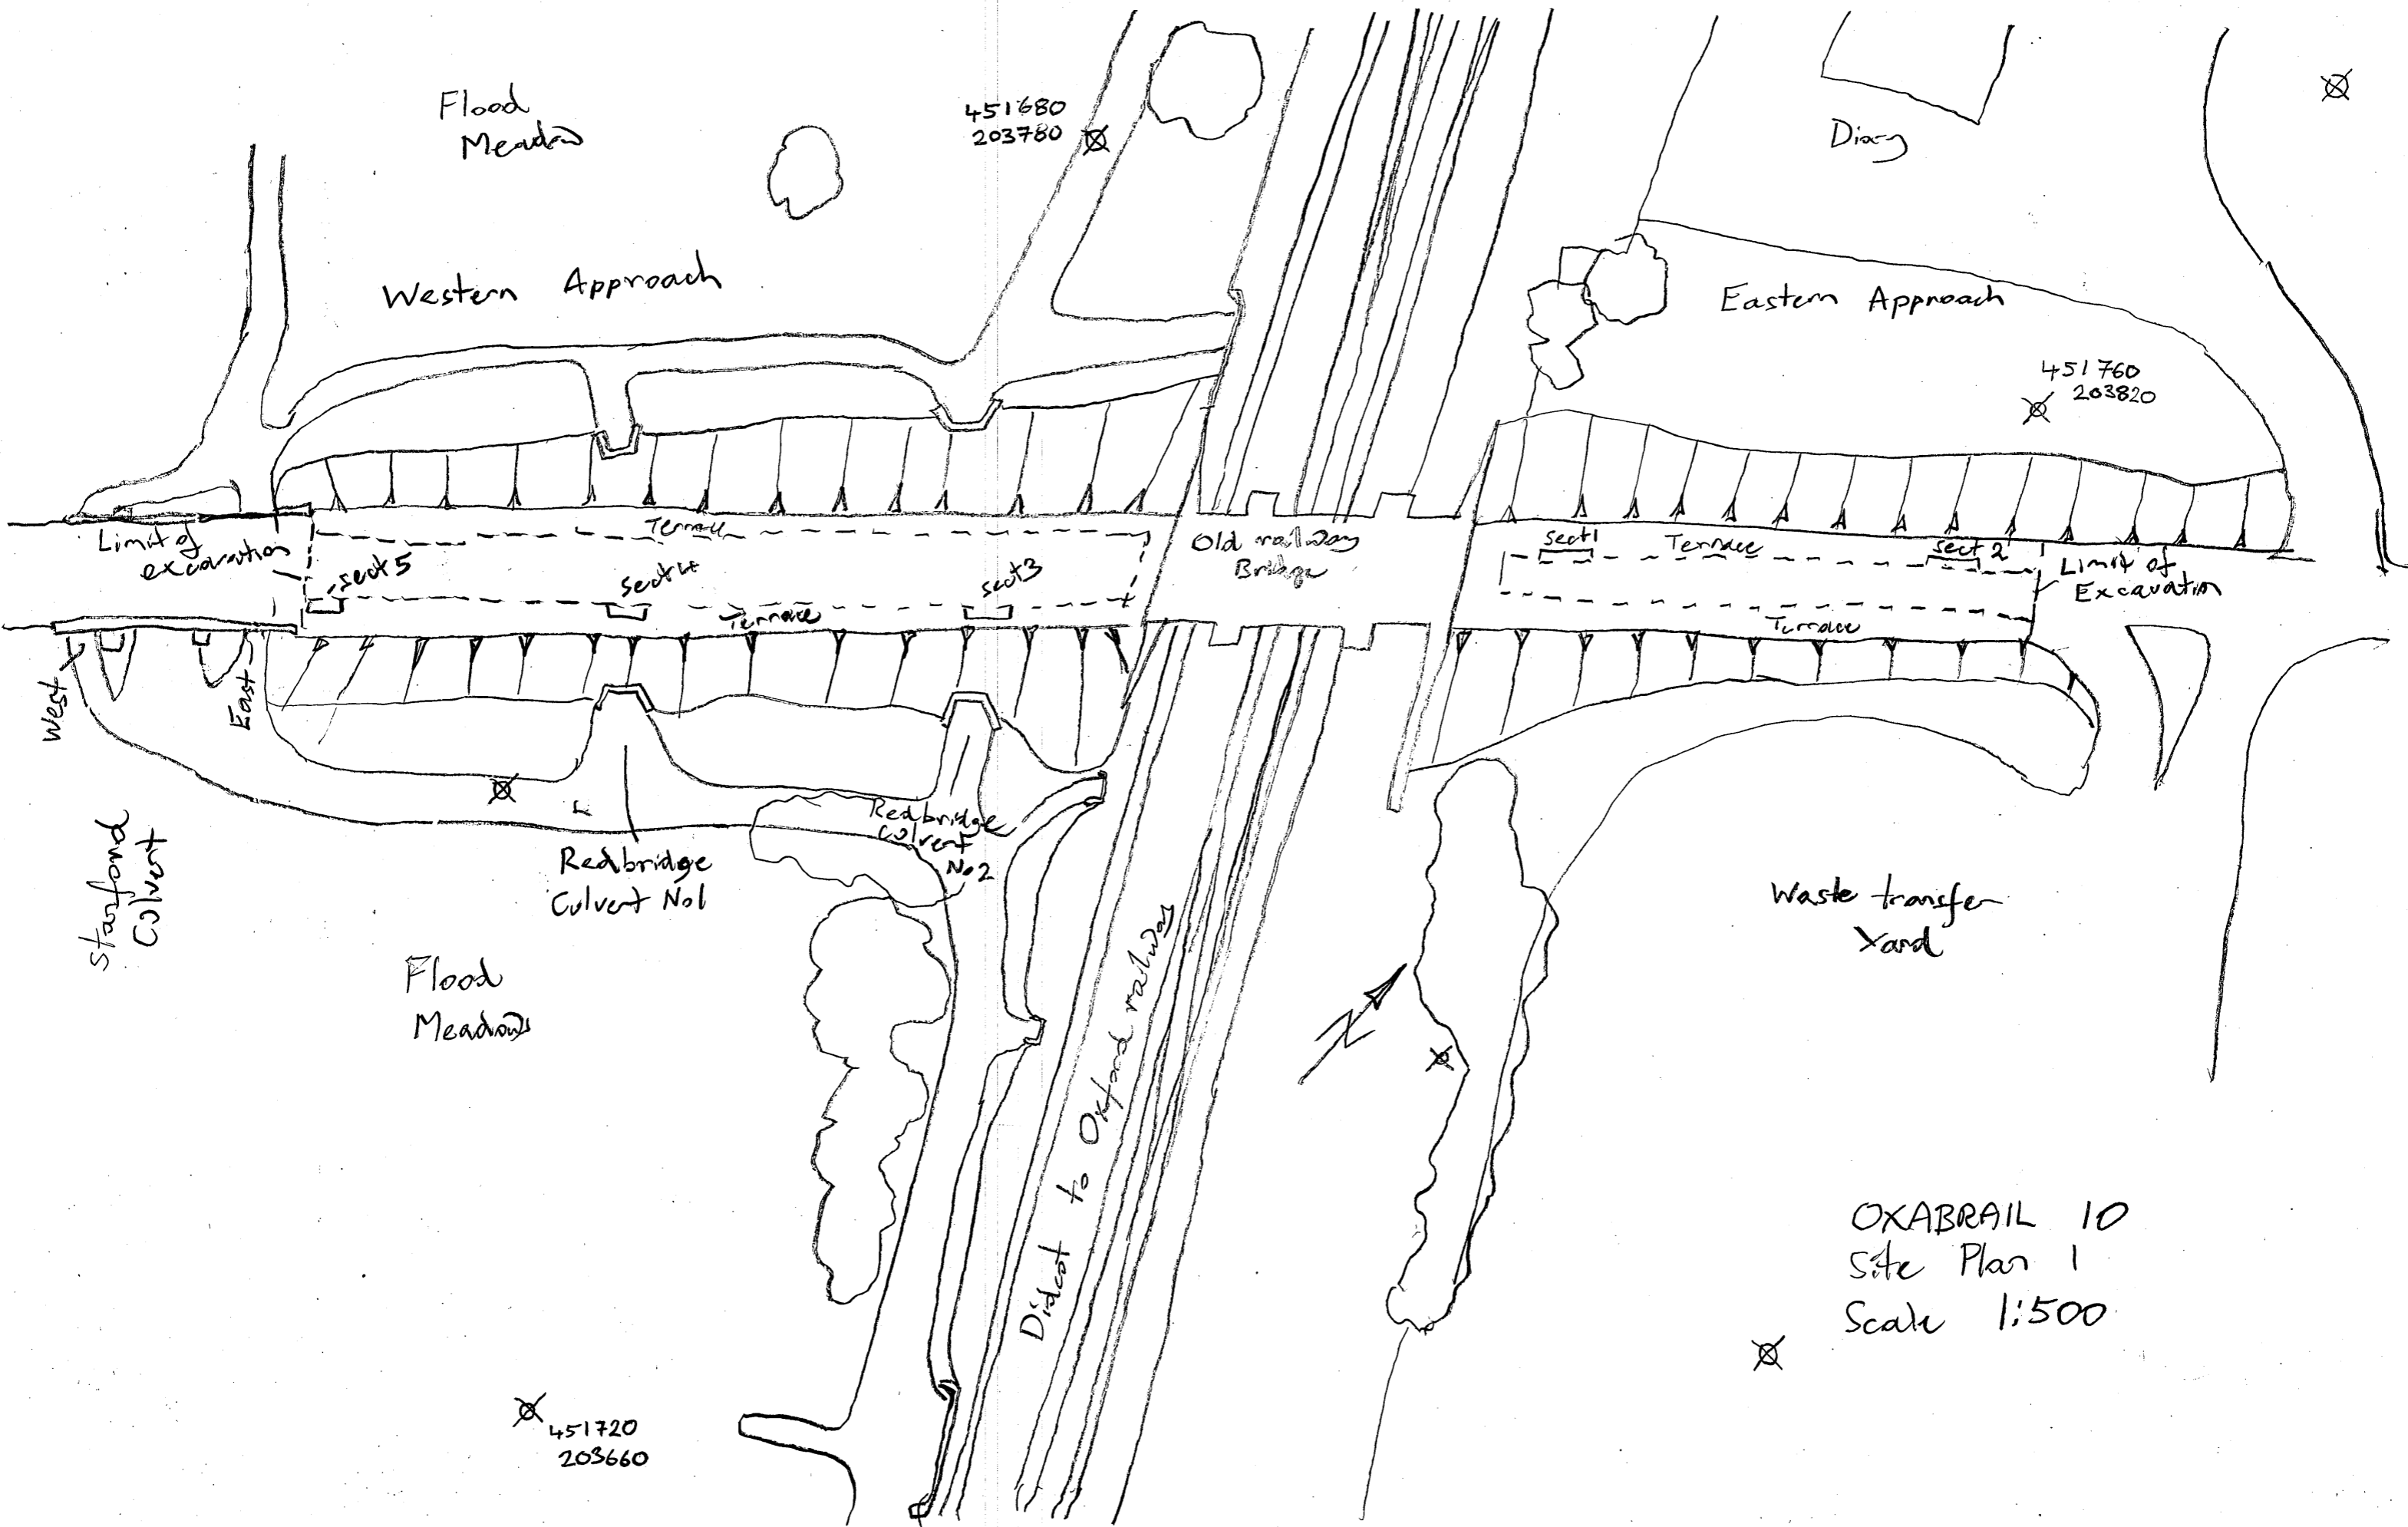 Flood
Meadow
451680
203780
Diary
Western Approach
Eastern Approach
451760
203820
Limit of
excavation
Terrace
Old railway
Bridge
sect 1
Terrace
sect 2
Limit of
Excavation
sect 5
sect 4
sect 3
Terrace
Terrace
West
East
Redbridge
Culvert
No 2
Redbridge
Culvert No1
Culvert
Waste transfer
Yard
Flood
Meadows
N
Didcot to Oxford railway
OXABRAIL 10
Site Plan 1
Scale 1:500
451720
203660